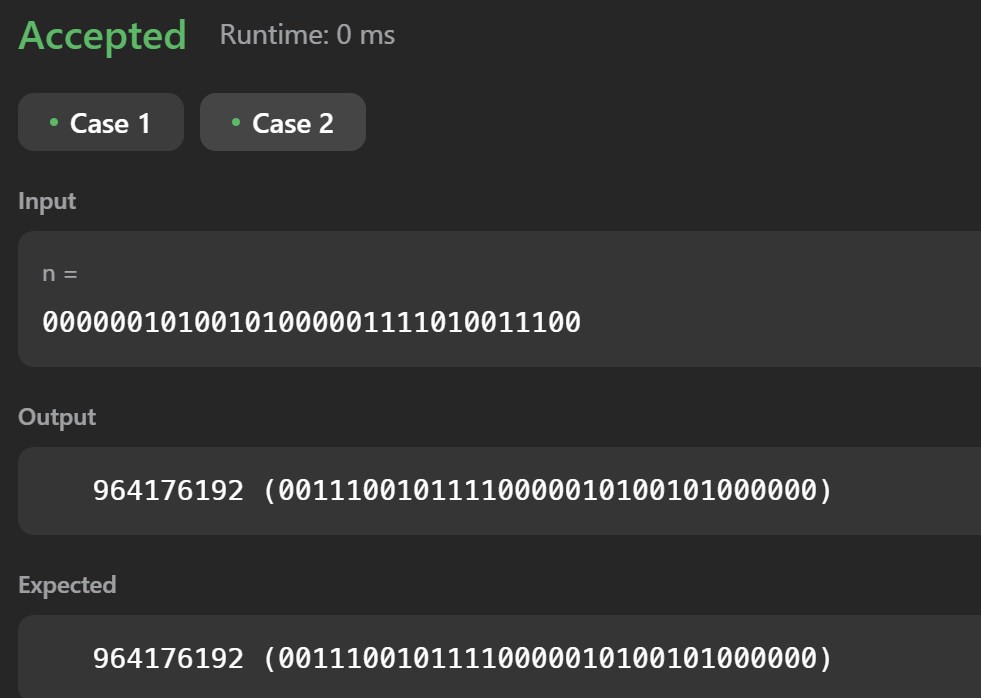 Accepted Runtime: 0 ms
• Case 1 • Case 2
Input
n =
00000010100101000001111010011100
Output
964176192 (00111001011110000010100101000000)
Expected
964176192 (00111001011110000010100101000000)